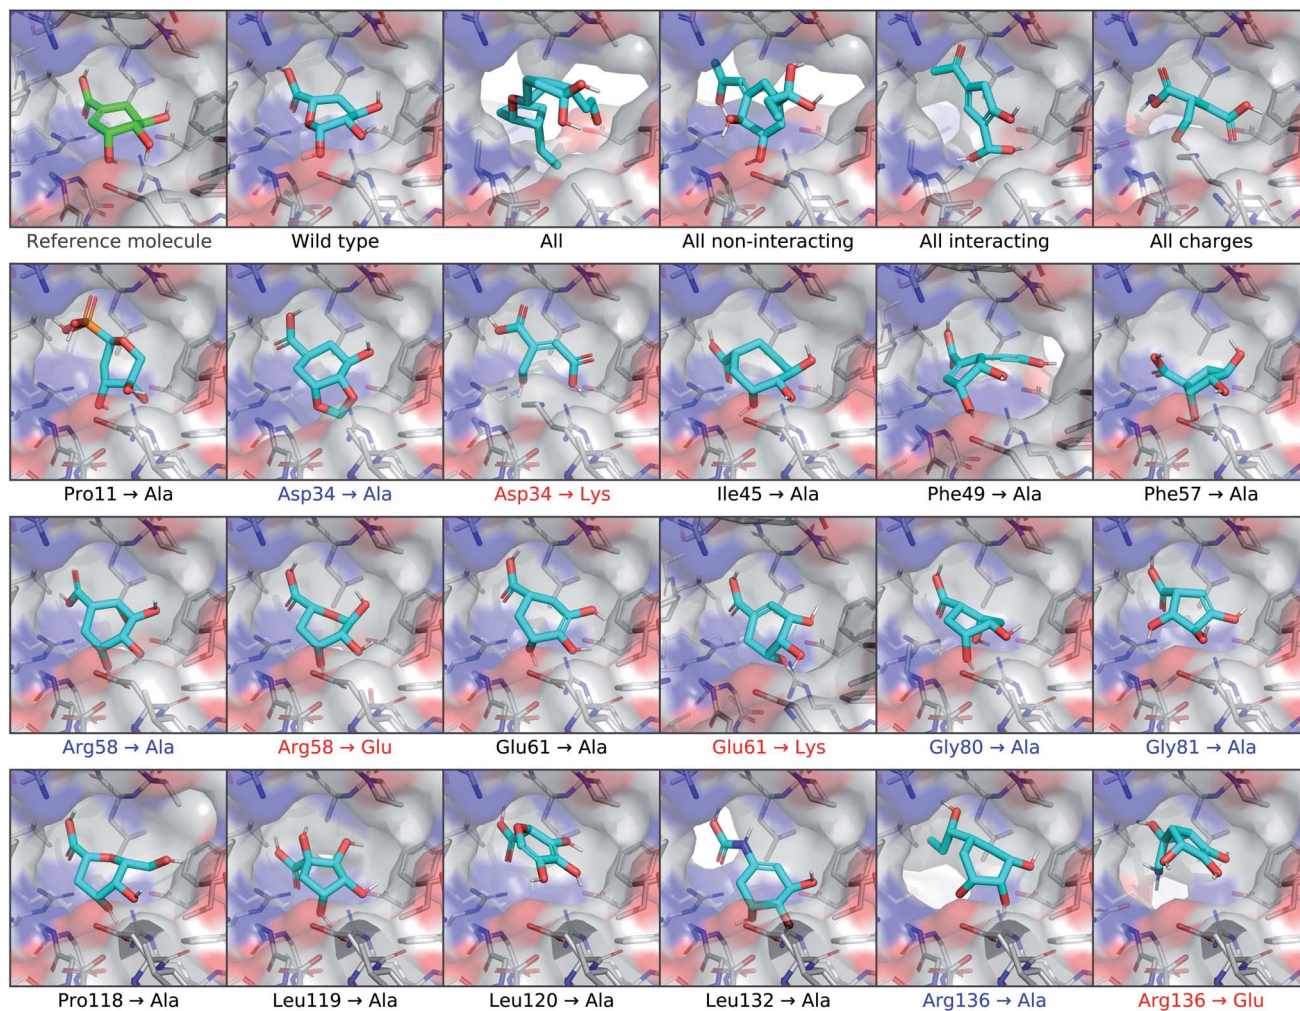 Reference molecule Wild type All All non-interacting All interacting All charges
Pro11 → Ala Asp34 → Ala Asp34 → Lys Ile45 → Ala Phe49 → Ala Phe57 → Ala
Arg58 → Ala Arg58 → Glu Glu61 → Ala Glu61 → Lys Gly80 → Ala Gly81 → Ala
Pro118 → Ala Leu119 → Ala Leu120 → Ala Leu132 → Ala Arg136 → Ala Arg136 → Glu